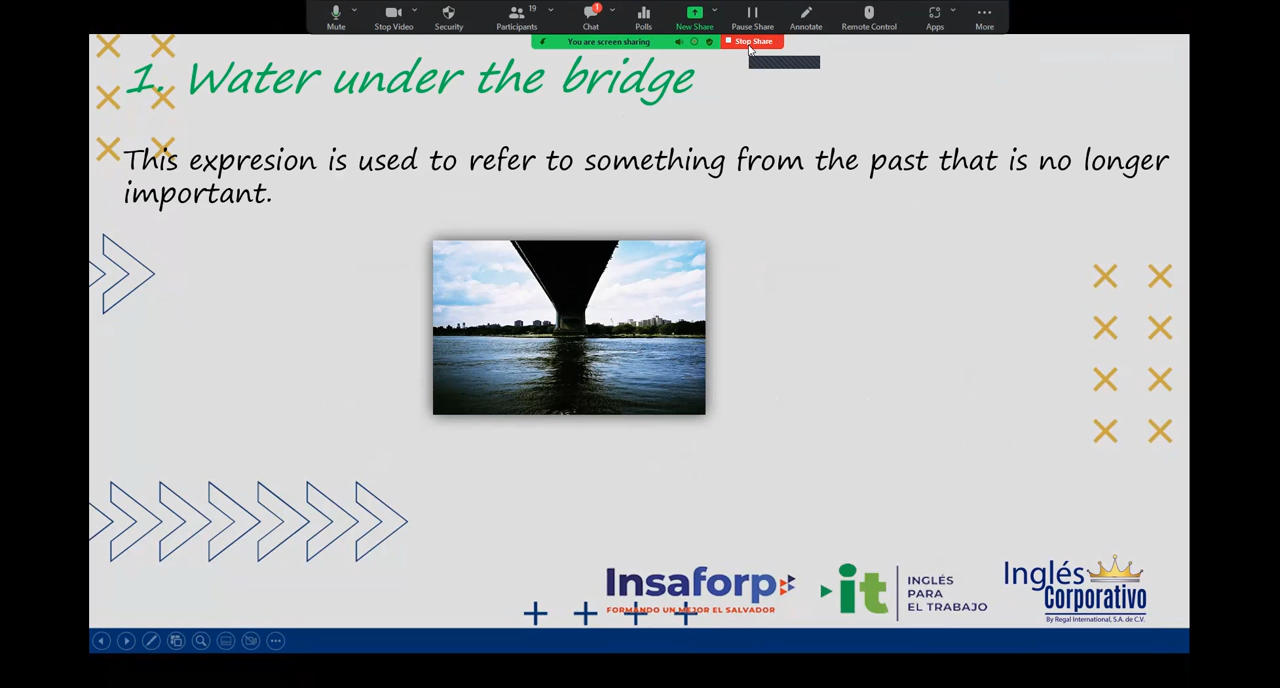 19
1
Mute
Stop Video
Security
Participants
Chat
Polls
New Share
Pause Share
Annotate
Remote Control
Apps
More
You are screen sharing
Stop Share
1. Water under the bridge
This expresion is used to refer to something from the past that is no longer
important.
Insaforp
FORMANDO UN MEJOR EL SALVADOR
it
INGLÉS
PARA
EL TRABAJO
Inglés
Corporativo
By Regal International, S.A. de C.V.